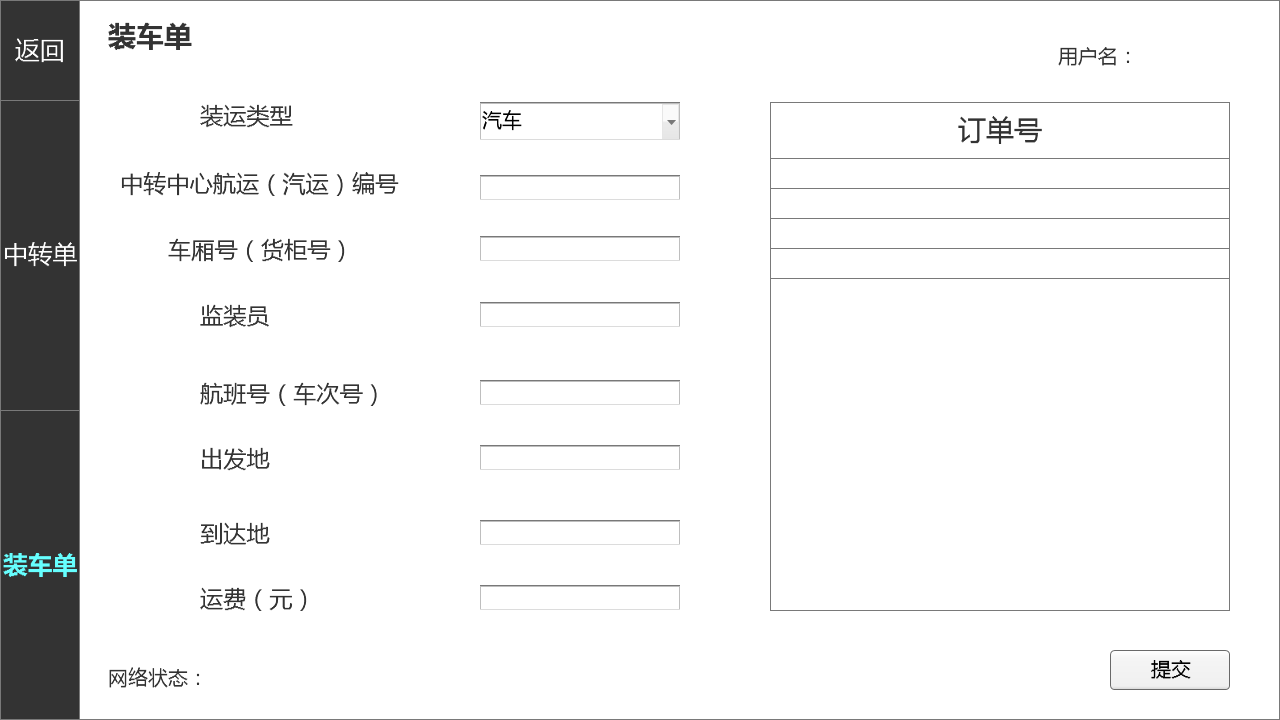 返回
中转单
装车单
装车单
用户名：
装运类型
汽车
中转中心航运（汽运）编号
车厢号（货柜号）
监装员
航班号（车次号）
出发地
到达地
运费（元）
订单号
网络状态：
提交